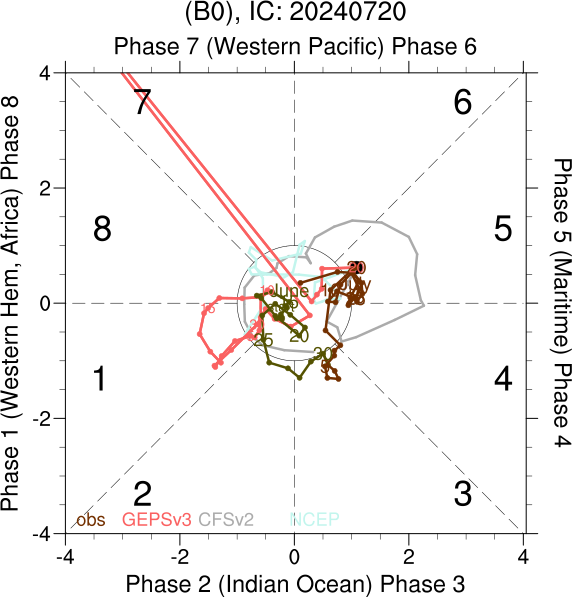 (B0), IC: 20240720
Phase 7 (Western Pacific) Phase 6
Phase 1 (Western Hem, Africa) Phase 8
Phase 5 (Maritime) Phase 4
4
2
0
-2
-4
7
6
8
5
1
4
2
3
June
20
25
30
20
obs GEPSv3 CFSv2 NCEP
-4 -2 0 2 4
Phase 2 (Indian Ocean) Phase 3